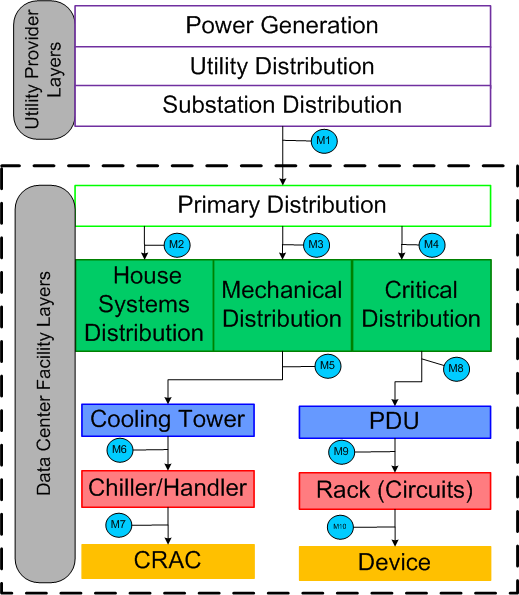 Utility Provider
Layers
Power Generation
Utility Distribution
Substation Distribution
M1
Data Center Facility Layers
Primary Distribution
M2
M3
M4
House
Systems
Distribution
Mechanical
Distribution
Critical
Distribution
M5
M8
Cooling Tower
PDU
M6
M9
Chiller/Handler
Rack (Circuits)
M7
M10
CRAC
Device